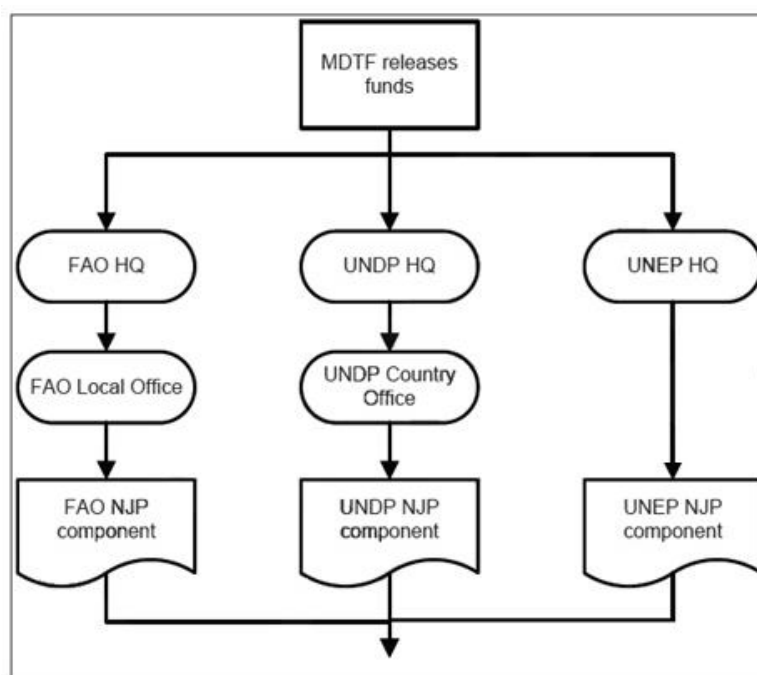 MDTF releases
funds
FAO HQ
UNDP HQ
UNEP HQ
FAO Local Office
UNDP Country
Office
FAO NJP
component
UNDP NJP
component
UNEP NJP
component